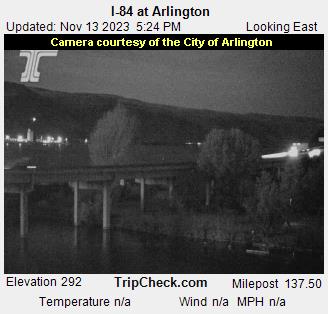 I-84 at Arlington
Updated: Nov 13 2023 5:24 PM Looking East
Camera courtesy of the City of Arlington
Elevation 292 TripCheck.com Milepost 137.50
Temperature n/a Wind n/a MPH n/a